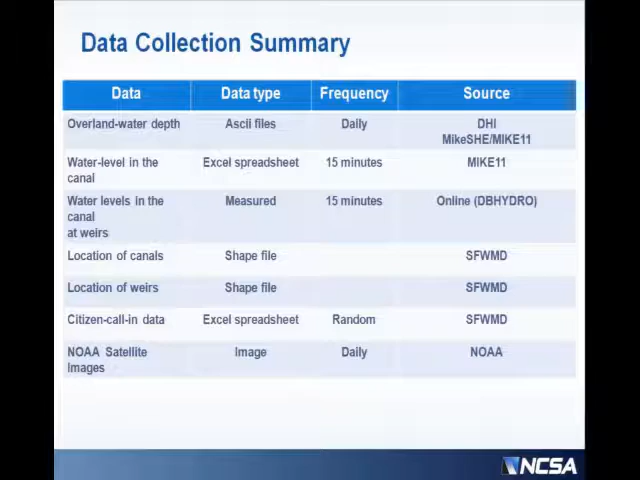 Data Collection Summary
Data Data type Frequency Source
Overland-water depth Ascii files Daily DHI
MikeSHE/MIKE11
Water-level in the Excel spreadsheet 15 minutes MIKE11
canal
Water levels in the Measured 15 minutes Online (DBHYDRO)
canal
at weirs
Location of canals Shape file SFWMD
Location of weirs Shape file SFWMD
Citizen-call-in data Excel spreadsheet Random SFWMD
NOAA Satellite Image Daily NOAA
Images
NCSA